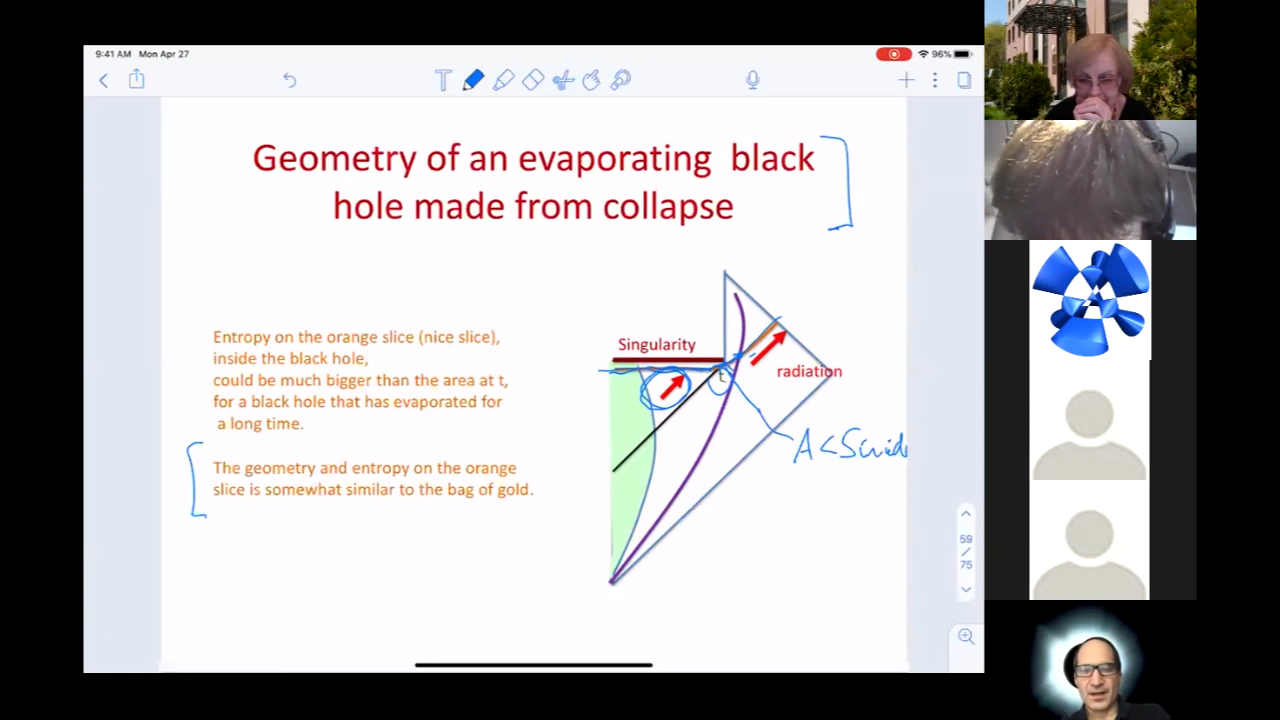 9:41 AM Mon Apr 27
96%
Geometry of an evaporating black
hole made from collapse
Entropy on the orange slice (nice slice),
inside the black hole,
could be much bigger than the area at t,
for a black hole that has evaporated for
a long time.
The geometry and entropy on the orange
slice is somewhat similar to the bag of gold.
Singularity
t
radiation
A <
59
/
75